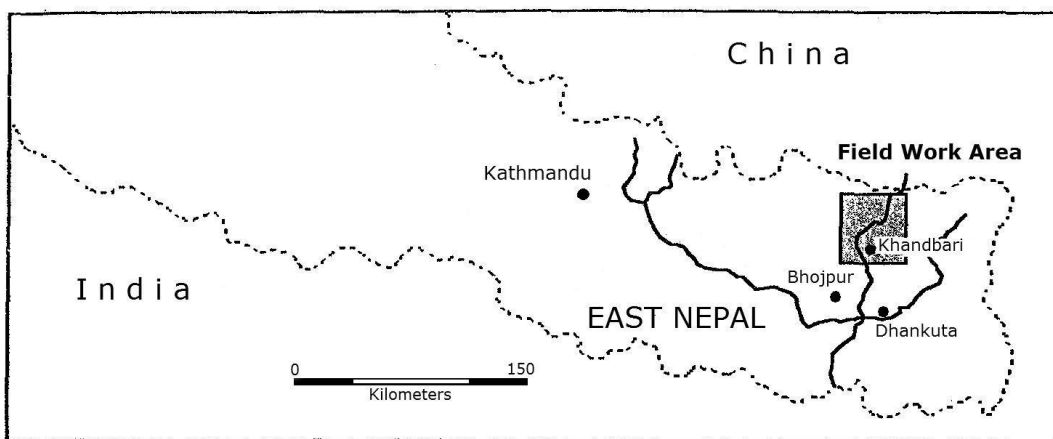 China
Field Work Area
Kathmandu
Khandbari
India
Bhojpur
EAST NEPAL
Dhankuta
0 150
Kilometers